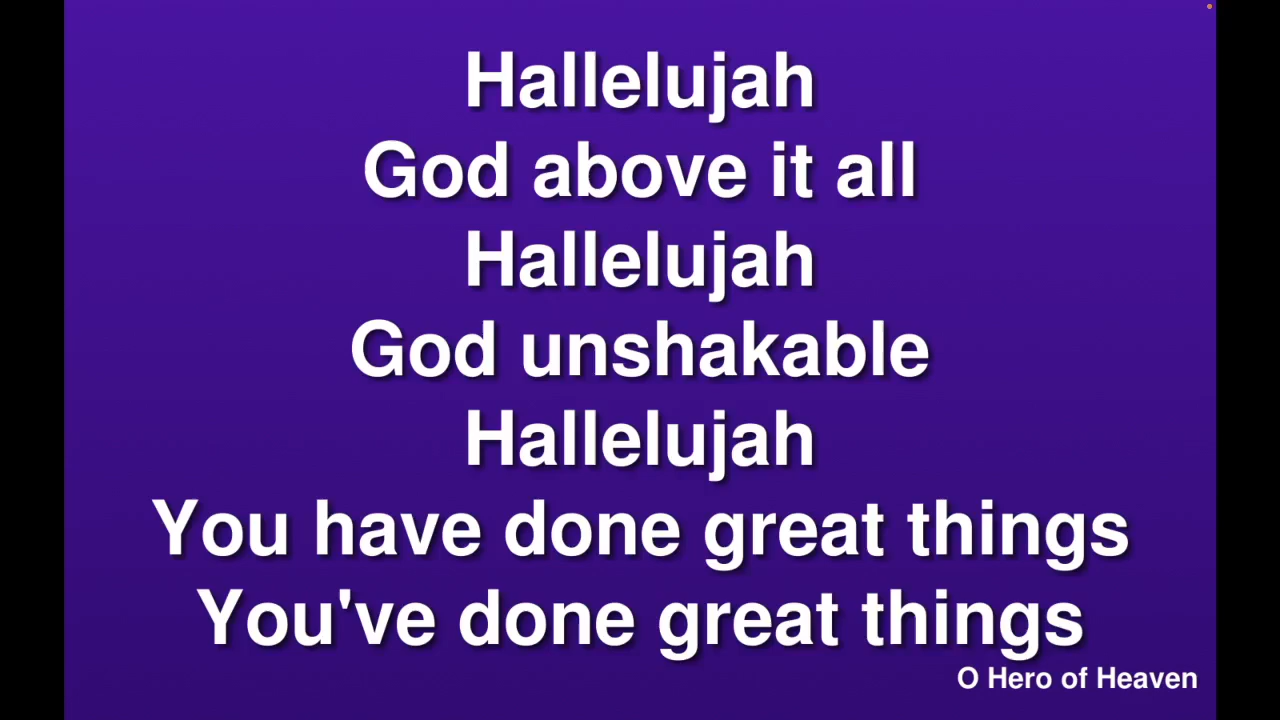 Hallelujah
God above it all
Hallelujah
God unshakable
Hallelujah
You have done great things
You've done great things
O Hero of Heaven